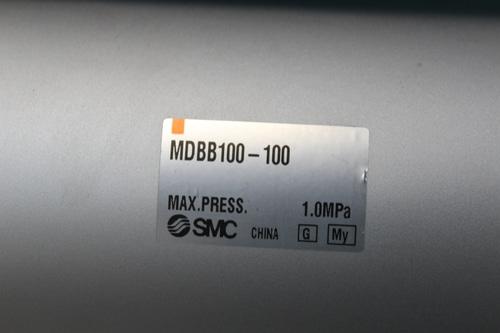 MDBB100-100
MAX.PRESS. 1.0MPa
SMC CHINA G My